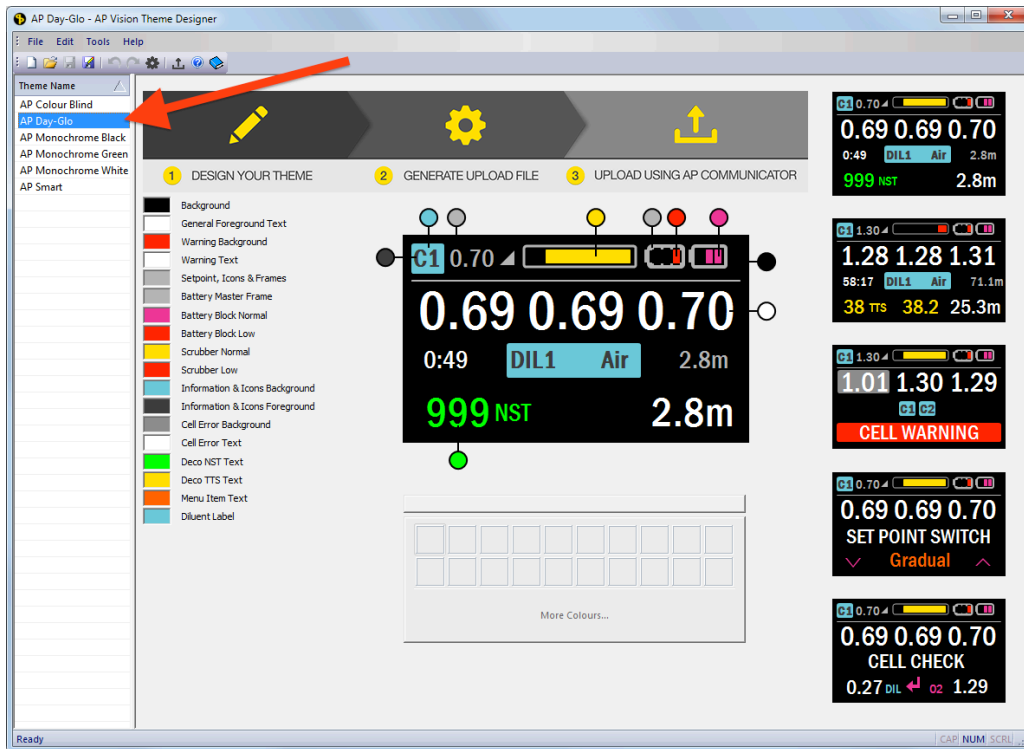 AP Day-Glo - AP Vision Theme Designer
File Edit Tools Help
Theme Name
AP Colour Blind
AP Day-Glo
AP Monochrome Black
AP Monochrome Green
AP Monochrome White
AP Smart
1 DESIGN YOUR THEME
2 GENERATE UPLOAD FILE
3 UPLOAD USING AP COMMUNICATOR
Background
General Foreground Text
Warning Background
Warning Text
Setpoint, Icons & Frames
Battery Master Frame
Battery Block Normal
Battery Block Low
Scrubber Normal
Scrubber Low
Information & Icons Background
Information & Icons Foreground
Cell Error Background
Cell Error Text
Deco NST Text
Deco TTS Text
Menu Item Text
Diluent Label
C1 0.70
0.69 0.69 0.70
0:49 DIL1 Air 2.8m
999 NST 2.8m
More Colours...
C1 0.70
0.69 0.69 0.70
0:49 DIL1 Air 2.8m
999 NST 2.8m
C1 1.30
1.28 1.28 1.31
58:17 DIL1 Air 71.1m
38 TTS 38.2 25.3m
C1 1.30
1.01 1.30 1.29
C1 C2
CELL WARNING
C1 0.70
0.69 0.69 0.70
SET POINT SWITCH
Gradual
C1 0.70
0.69 0.69 0.70
CELL CHECK
0.27 DIL O2 1.29
Ready
CAP NUM SCRL